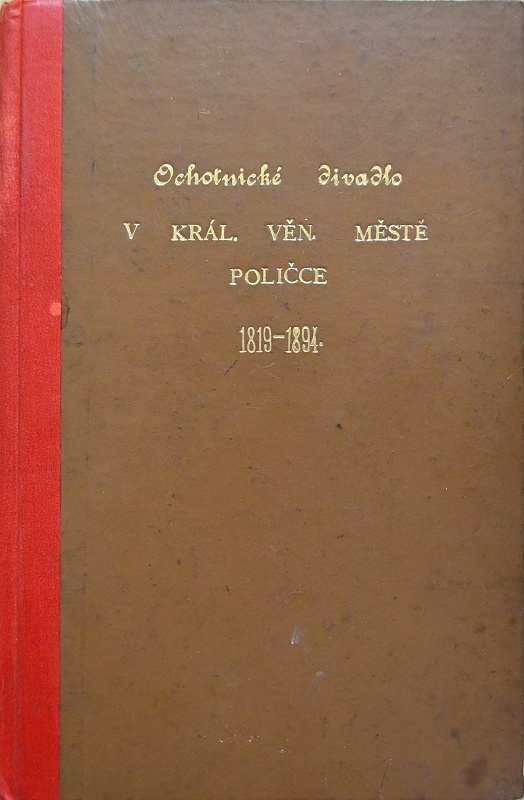 Ochotnické divadlo
V KRÁL. VĚN. MĚSTĚ
POLIČCE
1819-1894.